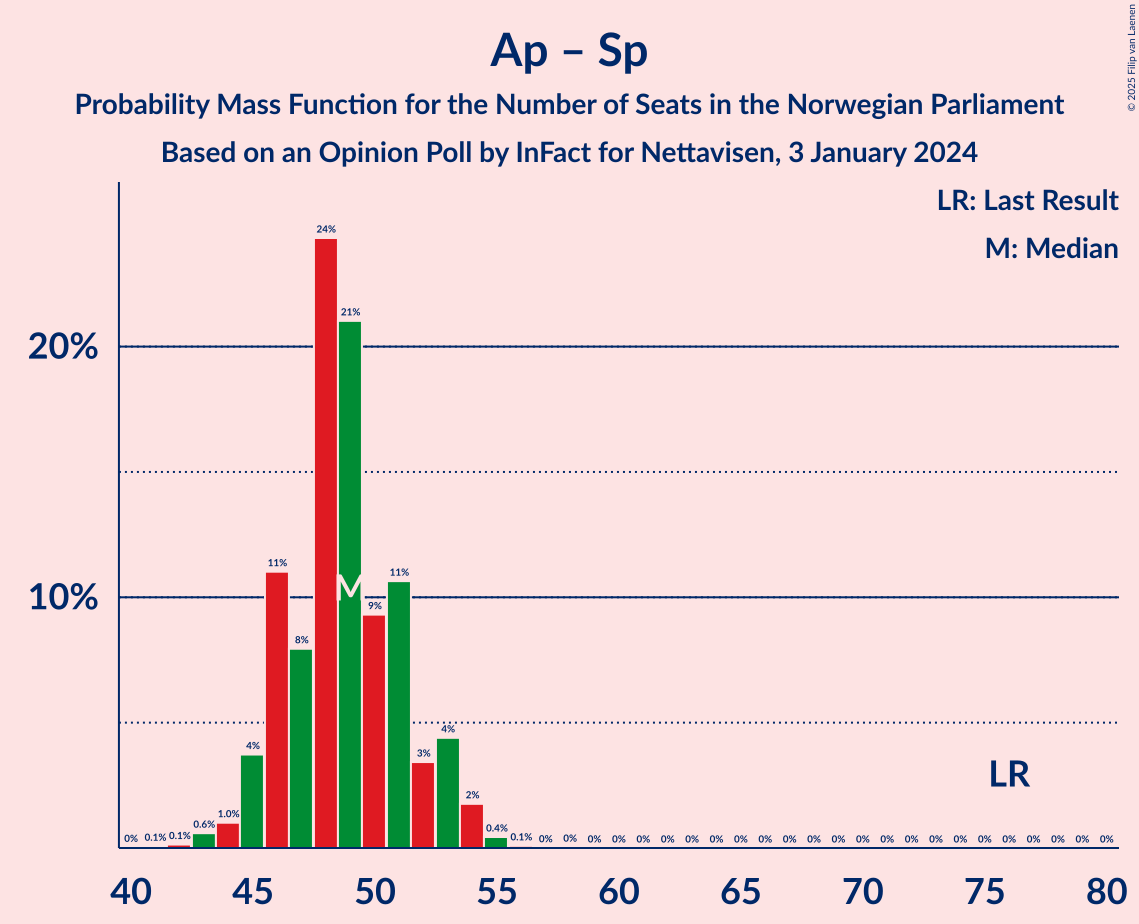 Ap – Sp
Probability Mass Function for the Number of Seats in the Norwegian Parliament
Based on an Opinion Poll by InFact for Nettavisen, 3 January 2024
© 2025 Filip van Laenen
LR: Last Result
M: Median
20%
10%
0% 0.1% 0.1% 0.6% 1.0% 4% 11% 8% 24% 21% 9% 11% 3% 4% 2% 0.4% 0.1% 0% 0% 0% 0% 0% 0% 0% 0% 0% 0% 0% 0% 0% 0% 0% 0% 0% 0% 0% 0% 0% 0% 0% 0%
M
LR
40 45 50 55 60 65 70 75 80